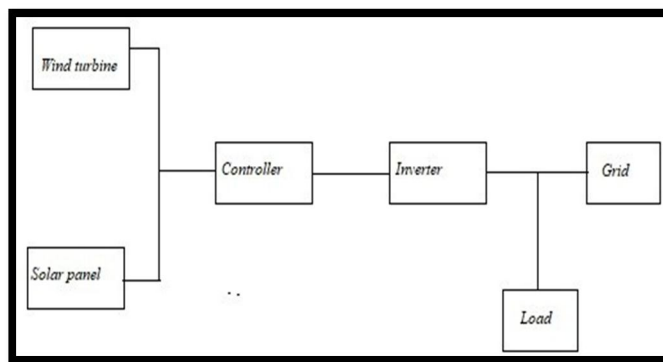 Wind turbine
Controller
Inverter
Grid
Solar panel
Load